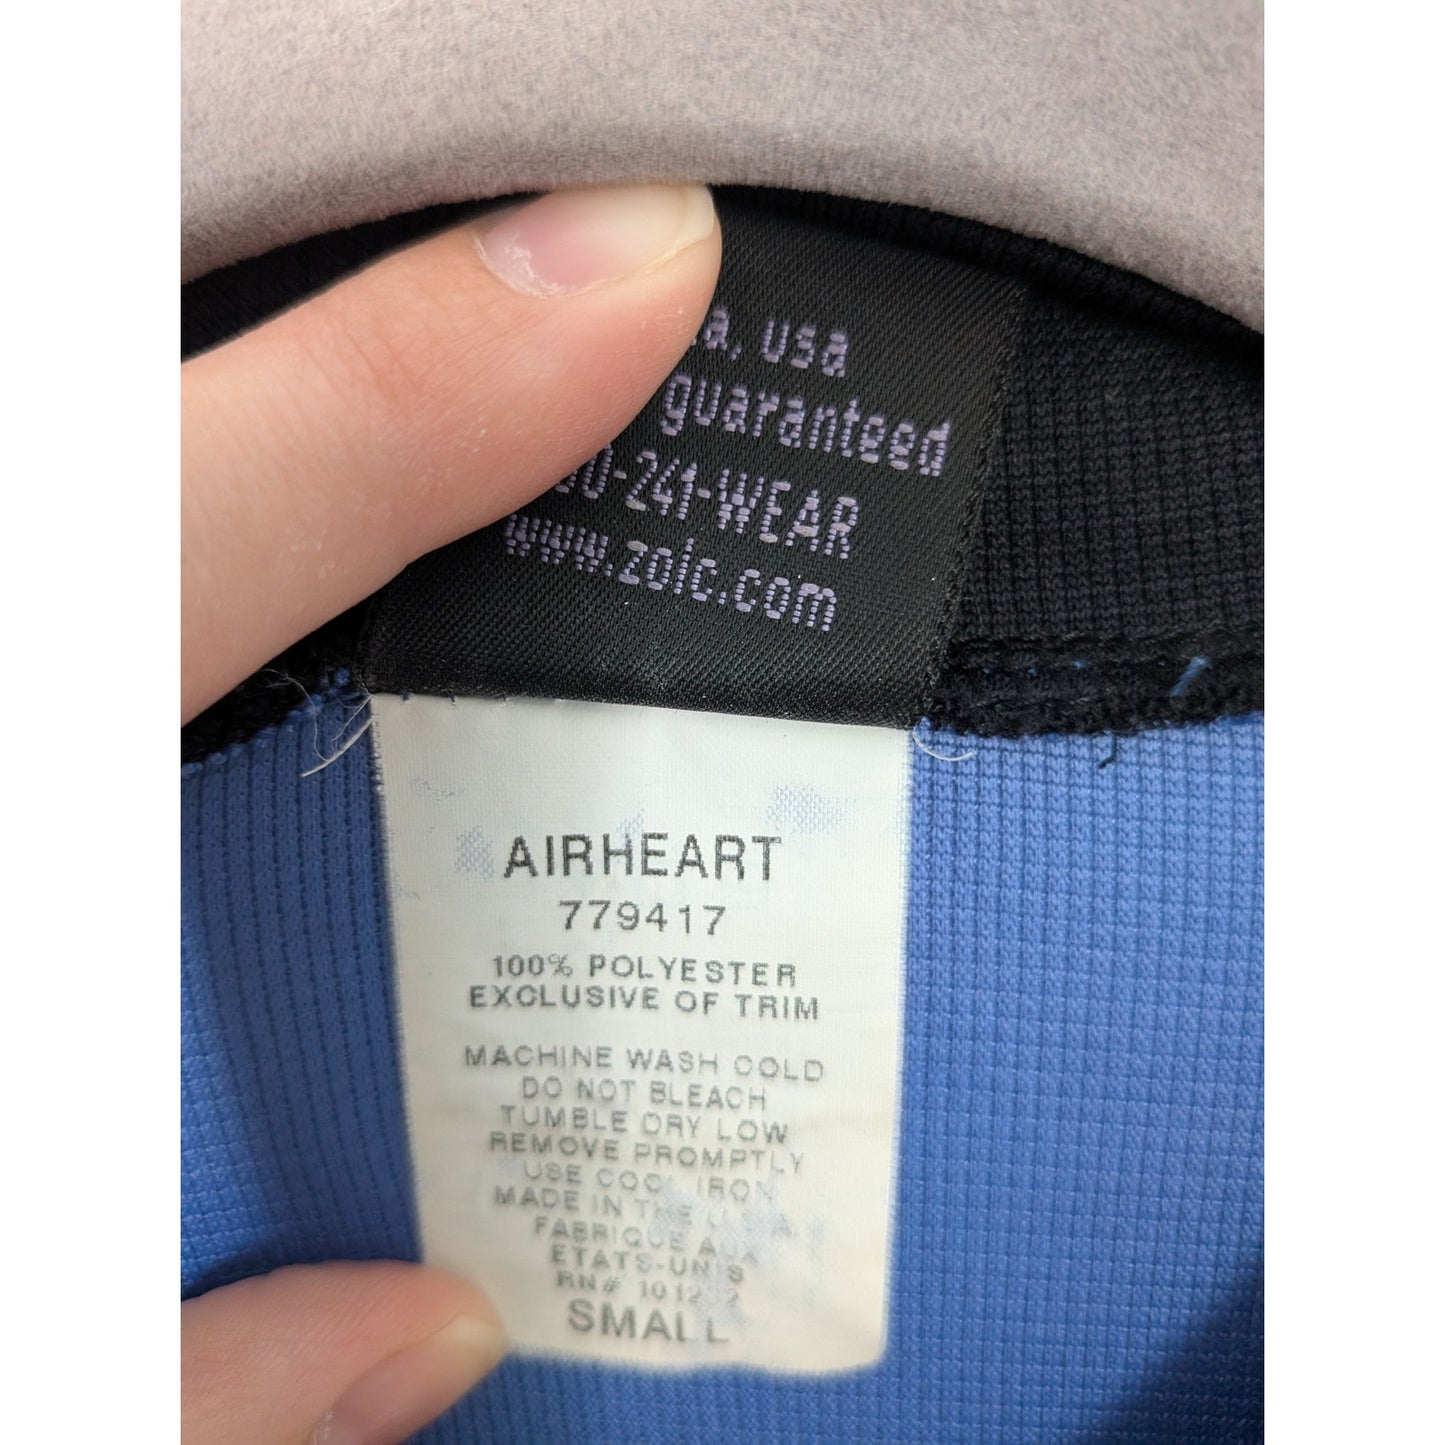 usa
guaranteed
241-WEAR
www.zoic.com
AIRHEART
779417
100% POLYESTER
EXCLUSIVE OF TRIM
MACHINE WASH COLD
DO NOT BLEACH
TUMBLE DRY LOW
REMOVE PROMPTLY
USE COOL IRON
MADE IN THE U.S.A.
FABRIQUE AUX
ETATS-UNIS
RN#
SMALL